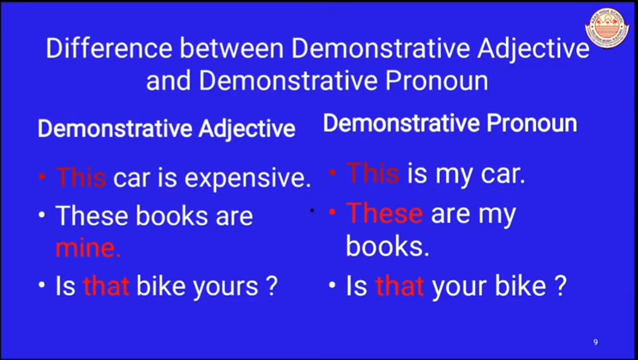 Difference between Demonstrative Adjective
and Demonstrative Pronoun
Demonstrative Adjective
• This car is expensive.
• These books are
mine.
• Is that bike yours ?
Demonstrative Pronoun
• This is my car.
• These are my
books.
• Is that your bike ?
9